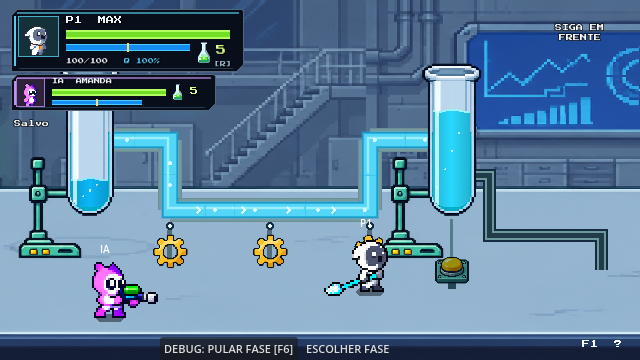 P1 MAX
5
100/100 Q 100%
[R]
IA AMANDA
5
Salvo
SIGA EM
FRENTE
P1
IA
DEBUG: PULAR FASE [F6] ESCOLHER FASE
F1 ?